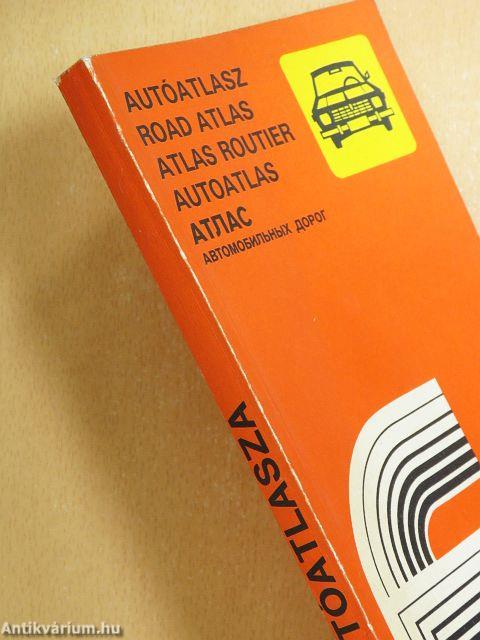 AUTÓATLASZ
ROAD ATLAS
ATLAS ROUTIER
AUTOATLAS
АТЛАС
АВТОМОБИЛЬНЫХ ДОРОГ
TÓATLASZA
Antikvárium.hu